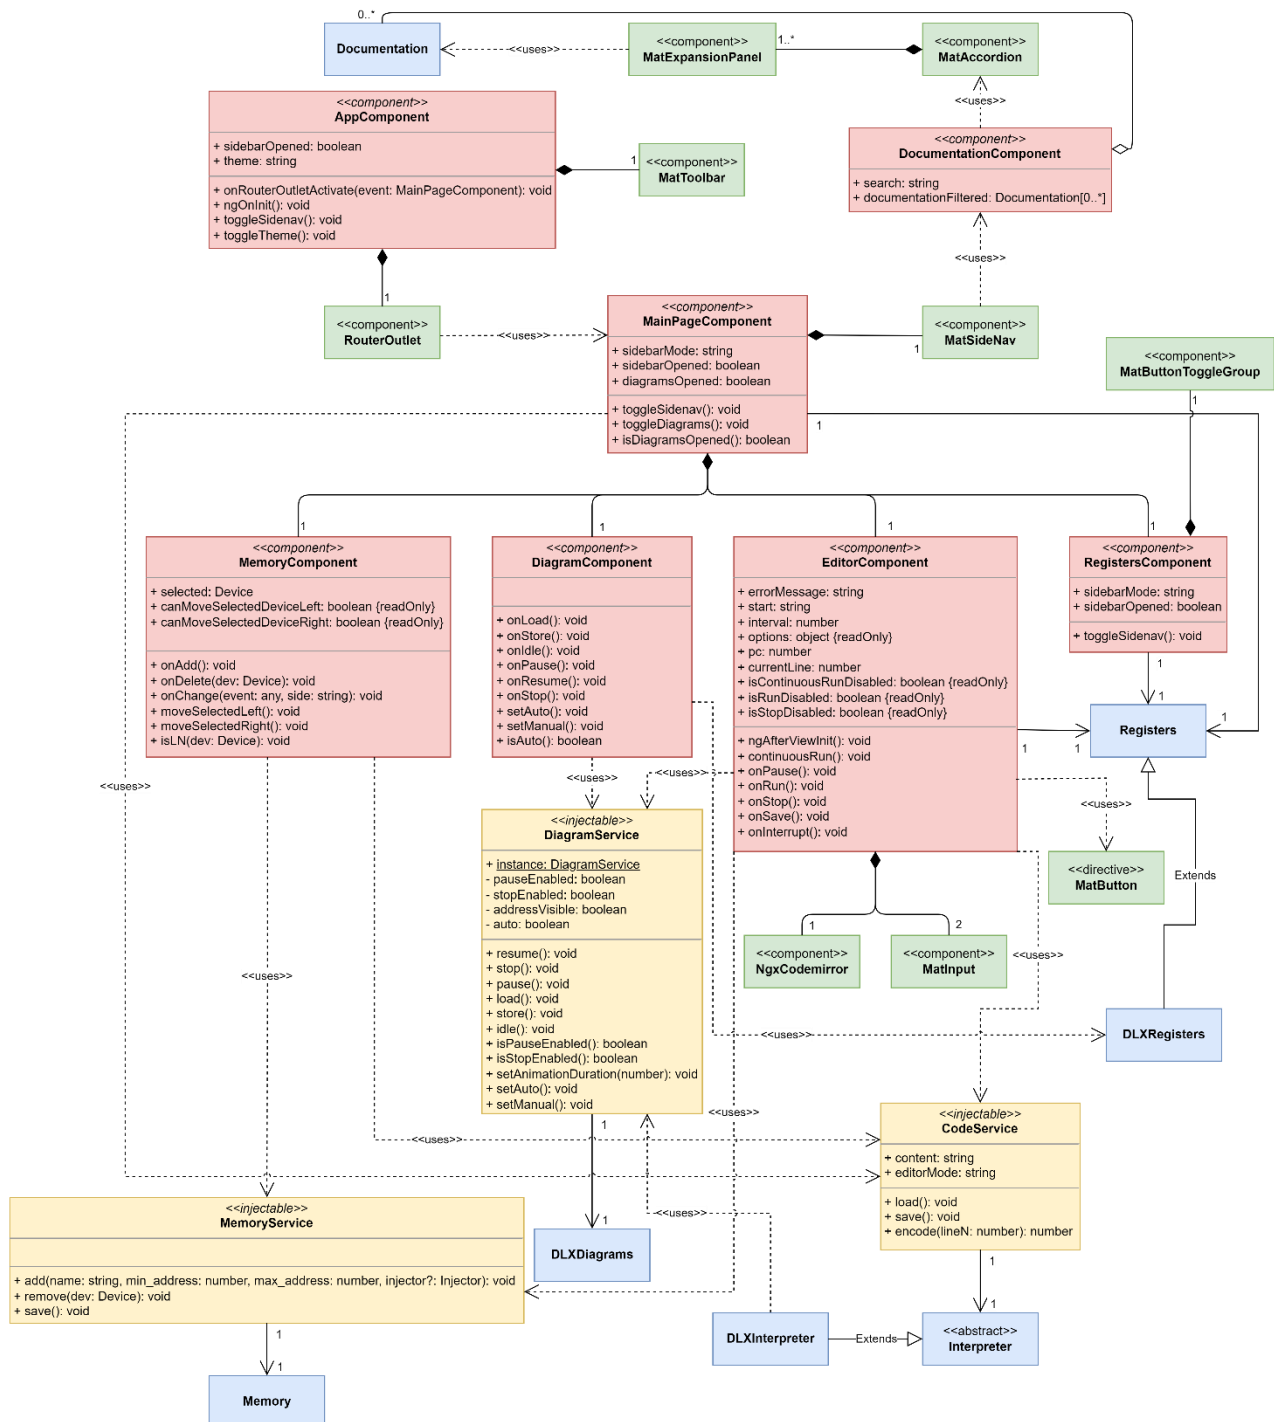 0..*
Documentation
<<uses>>
<<component>>
MatExpansionPanel
1..*
<<component>>
MatAccordion
<<uses>>
<<component>>
AppComponent
+ sidebarOpened: boolean
+ theme: string
+ onRouterOutletActivate(event: MainPageComponent): void
+ ngOnInit(): void
+ toggleSidenav(): void
+ toggleTheme(): void
1
<<component>>
MatToolbar
<<component>>
DocumentationComponent
+ search: string
+ documentationFiltered: Documentation[0..*]
<<uses>>
1
<<component>>
RouterOutlet
<<uses>>
<<component>>
MainPageComponent
+ sidebarMode: string
+ sidebarOpened: boolean
+ diagramsOpened: boolean
+ toggleSidenav(): void
+ toggleDiagrams(): void
+ isDiagramsOpened(): boolean
1
<<component>>
MatSideNav
<<component>>
MatButtonToggleGroup
1
1
1
1
1
1
<<component>>
MemoryComponent
+ selected: Device
+ canMoveSelectedDeviceLeft: boolean {readOnly}
+ canMoveSelectedDeviceRight: boolean {readOnly}
+ onAdd(): void
+ onDelete(dev: Device): void
+ onChange(event: any, side: string): void
+ moveSelectedLeft(): void
+ moveSelectedRight(): void
+ isLN(dev: Device): void
<<component>>
DiagramComponent
+ onLoad(): void
+ onStore(): void
+ onIdle(): void
+ onPause(): void
+ onResume(): void
+ onStop(): void
+ setAuto(): void
+ setManual(): void
+ isAuto(): boolean
<<component>>
EditorComponent
+ errorMessage: string
+ start: string
+ interval: number
+ options: object {readOnly}
+ pc: number
+ currentLine: number
+ isContinuousRunDisabled: boolean {readOnly}
+ isRunDisabled: boolean {readOnly}
+ isStopDisabled: boolean {readOnly}
+ ngAfterViewInit(): void
+ continuousRun(): void
+ onPause(): void
+ onRun(): void
+ onStop(): void
+ onSave(): void
+ onInterrupt(): void
<<component>>
RegistersComponent
+ sidebarMode: string
+ sidebarOpened: boolean
+ toggleSidenav(): void
1
1
Registers
1
1
1
<<uses>>
<<uses>>
<<uses>>
<<uses>>
<<injectable>>
DiagramService
+ instance: DiagramService
- pauseEnabled: boolean
- stopEnabled: boolean
- addressVisible: boolean
- auto: boolean
+ resume(): void
+ stop(): void
+ pause(): void
+ load(): void
+ store(): void
+ idle(): void
+ isPauseEnabled(): boolean
+ isStopEnabled(): boolean
+ setAnimationDuration(number): void
+ setAuto(): void
+ setManual(): void
<<directive>>
MatButton
Extends
1
<<component>>
NgxCodemirror
2
<<component>>
MatInput
<<uses>>
<<uses>>
<<uses>>
DLXRegisters
<<uses>>
<<uses>>
<<injectable>>
CodeService
+ content: string
+ editorMode: string
+ load(): void
+ save(): void
+ encode(lineN: number): number
1
1
<<injectable>>
MemoryService
+ add(name: string, min_address: number, max_address: number, injector?: Injector): void
+ remove(dev: Device): void
+ save(): void
1
1
Memory
1
1
DLXDiagrams
<<uses>>
DLXInterpreter
Extends
<<abstract>>
Interpreter